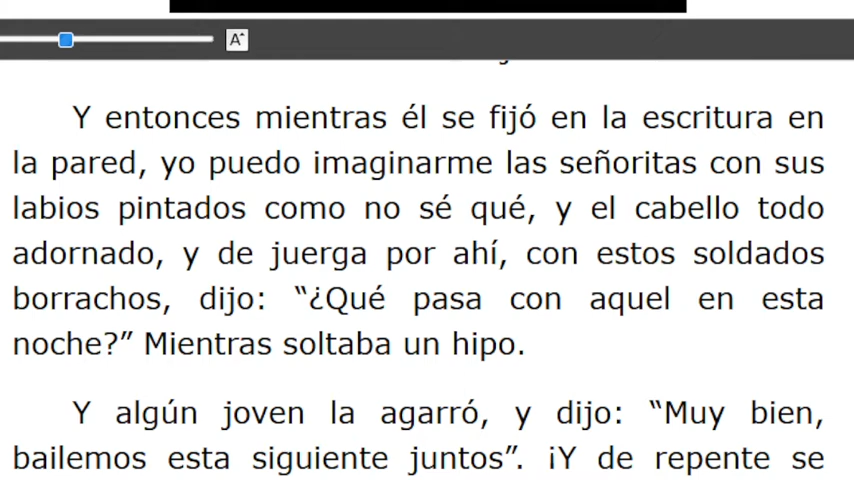 A
Y entonces mientras él se fijó en la escritura en
la pared, yo puedo imaginarme las señoritas con sus
labios pintados como no sé qué, y el cabello todo
adornado, y de juerga por ahí, con estos soldados
borrachos, dijo: “¿Qué pasa con aquel en esta
noche?” Mientras soltaba un hipo.
Y algún joven la agarró, y dijo: “Muy bien,
bailemos esta siguiente juntos”. ¡Y de repente se